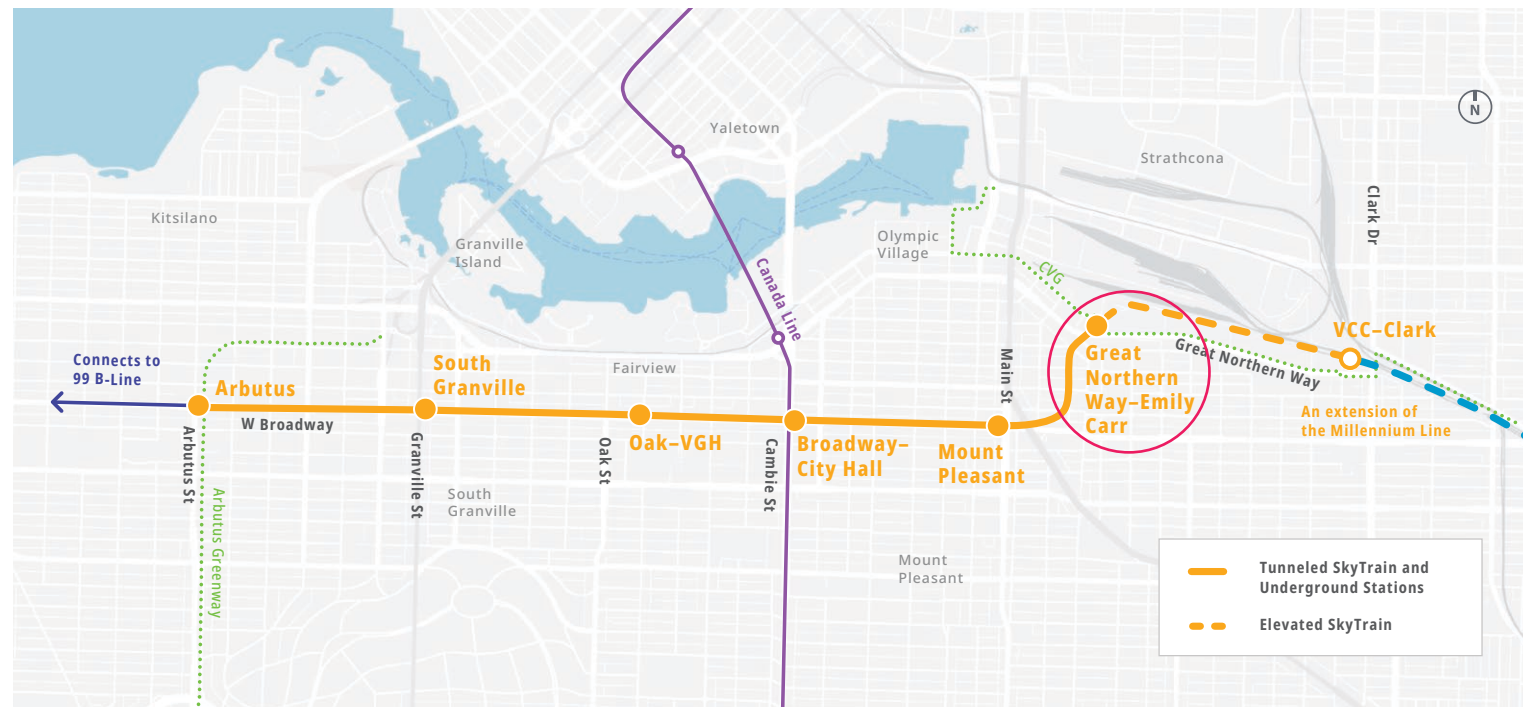 N
Yaletown
Strathcona
Clark Dr
Kitsilano
Granville
Island
Olympic
Village
CVG
Canada Line
VCC–Clark
Great Northern Way
Connects to
99 B-Line
Arbutus
South
Granville
Fairview
Main St
Great
Northern
Way–Emily
Carr
An extension of
the Millennium Line
W Broadway
Oak–VGH
Broadway–
City Hall
Mount
Pleasant
Arbutus St
Granville St
Oak St
Cambie St
South
Granville
Arbutus Greenway
Mount
Pleasant
Tunneled SkyTrain and
Underground Stations
Elevated SkyTrain